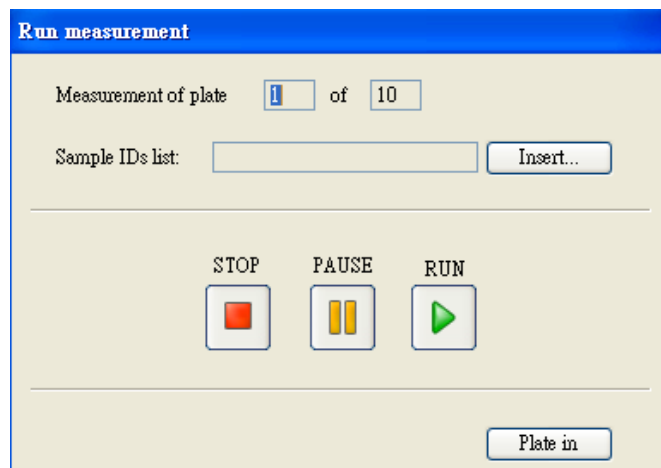 Run measurement
Measurement of plate 1 of 10
Sample IDs list: Insert...
STOP PAUSE RUN
Plate in